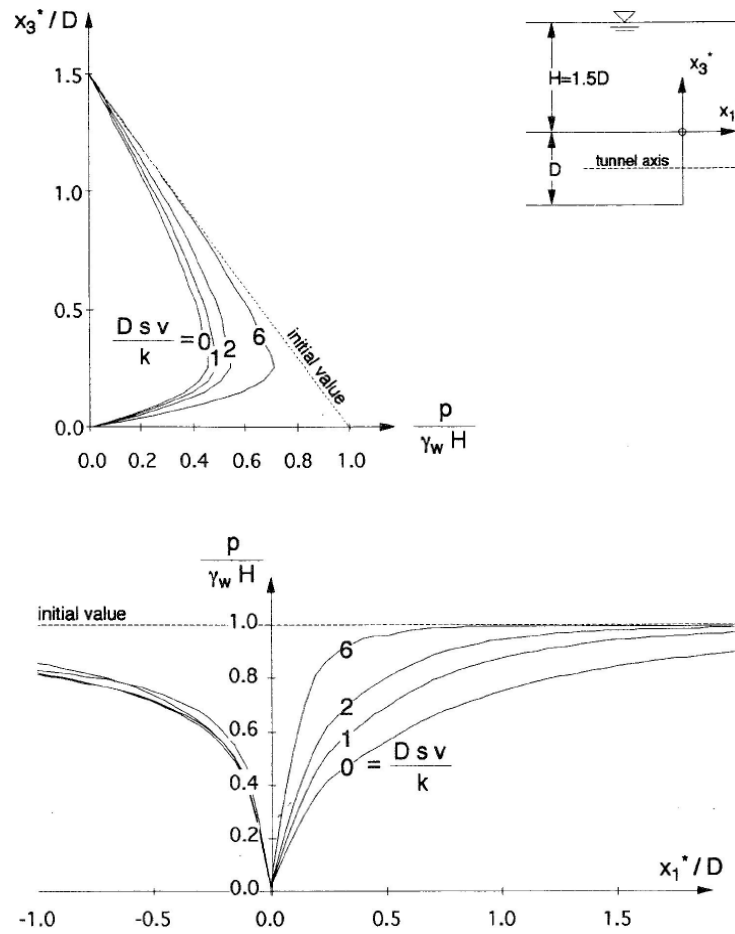 x3* / D
1.5
1.0
0.5
0.0
D s v / k = 0
1
2
6
initial value
0.0 0.2 0.4 0.6 0.8 1.0
p / γw H
H=1.5D
D
x3*
x1
tunnel axis
p / γw H
initial value
1.0
0.8
0.6
0.4
0.2
0.0
6
2
1
0 = D s v / k
x1* / D
-1.0 -0.5 0.0 0.5 1.0 1.5